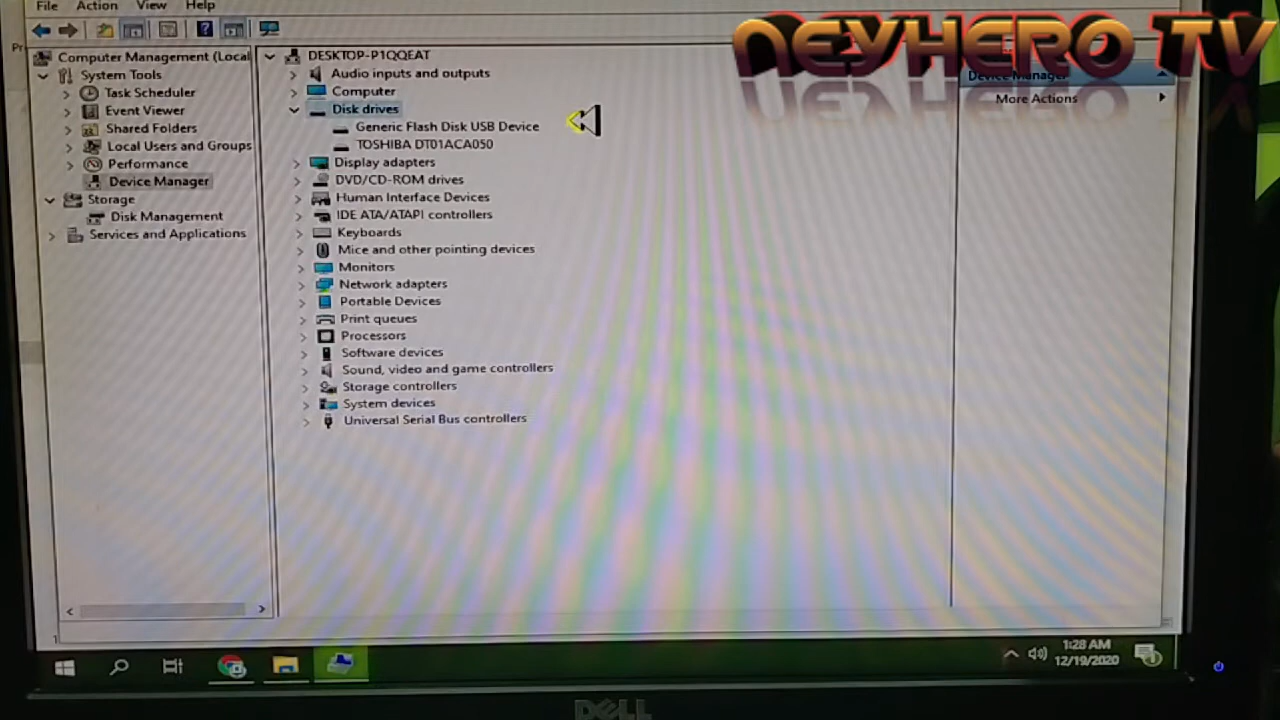 File Action View Help
NEYHERO TV
Computer Management (Local
System Tools
Task Scheduler
Event Viewer
Shared Folders
Local Users and Groups
Performance
Device Manager
Storage
Disk Management
Services and Applications
DESKTOP-P1QQEAT
Audio inputs and outputs
Computer
Disk drives
Generic Flash Disk USB Device
TOSHIBA DT01ACA050
Display adapters
DVD/CD-ROM drives
Human Interface Devices
IDE ATA/ATAPI controllers
Keyboards
Mice and other pointing devices
Monitors
Network adapters
Portable Devices
Print queues
Processors
Software devices
Sound, video and game controllers
Storage controllers
System devices
Universal Serial Bus controllers
Device Manager
More Actions
1:28 AM
12/19/2020
DELL